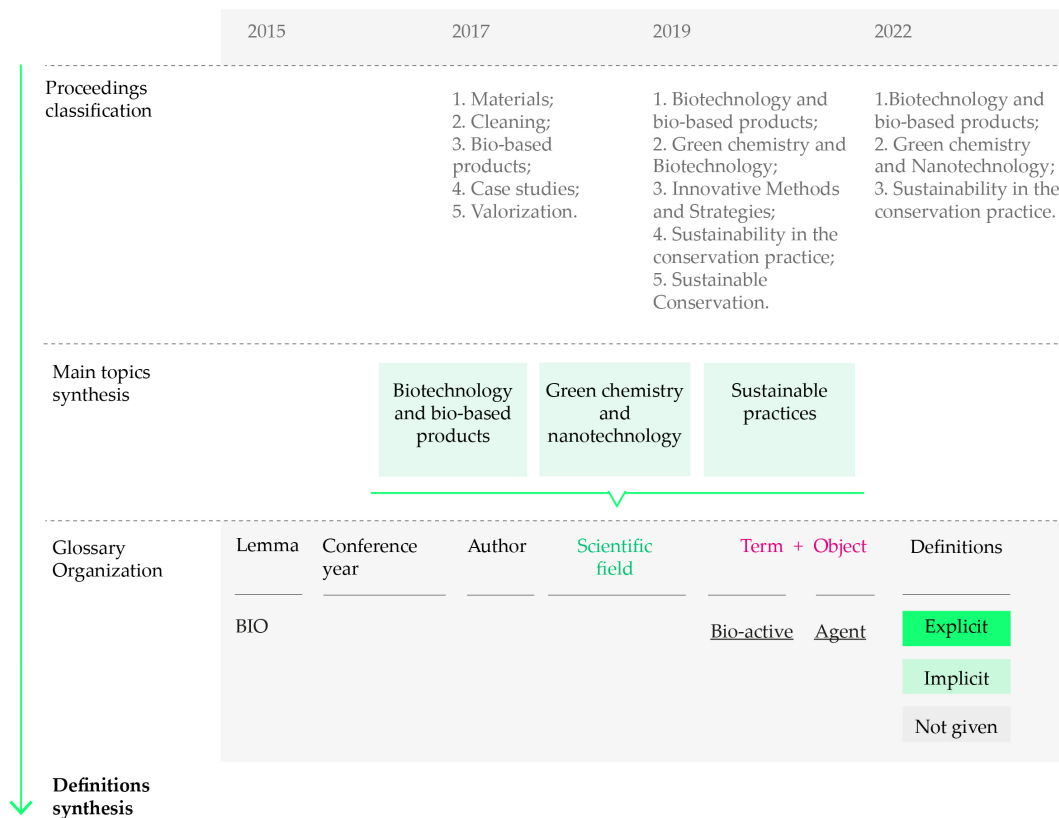 2015 2017 2019 2022
Proceedings
classification
1. Materials;
2. Cleaning;
3. Bio-based
products;
4. Case studies;
5. Valorization.
1. Biotechnology and
bio-based products;
2. Green chemistry and
Biotechnology;
3. Innovative Methods
and Strategies;
4. Sustainability in the
conservation practice;
5. Sustainable
Conservation.
1.Biotechnology and
bio-based products;
2. Green chemistry
and Nanotechnology;
3. Sustainability in the
conservation practice.
Main topics
synthesis
Biotechnology
and bio-based
products
Green chemistry
and
nanotechnology
Sustainable
practices
Glossary
Organization
Lemma
Conference
year
Author
Scientific
field
Term + Object
Definitions
BIO
Bio-active Agent
Explicit
Implicit
Not given
Definitions
synthesis